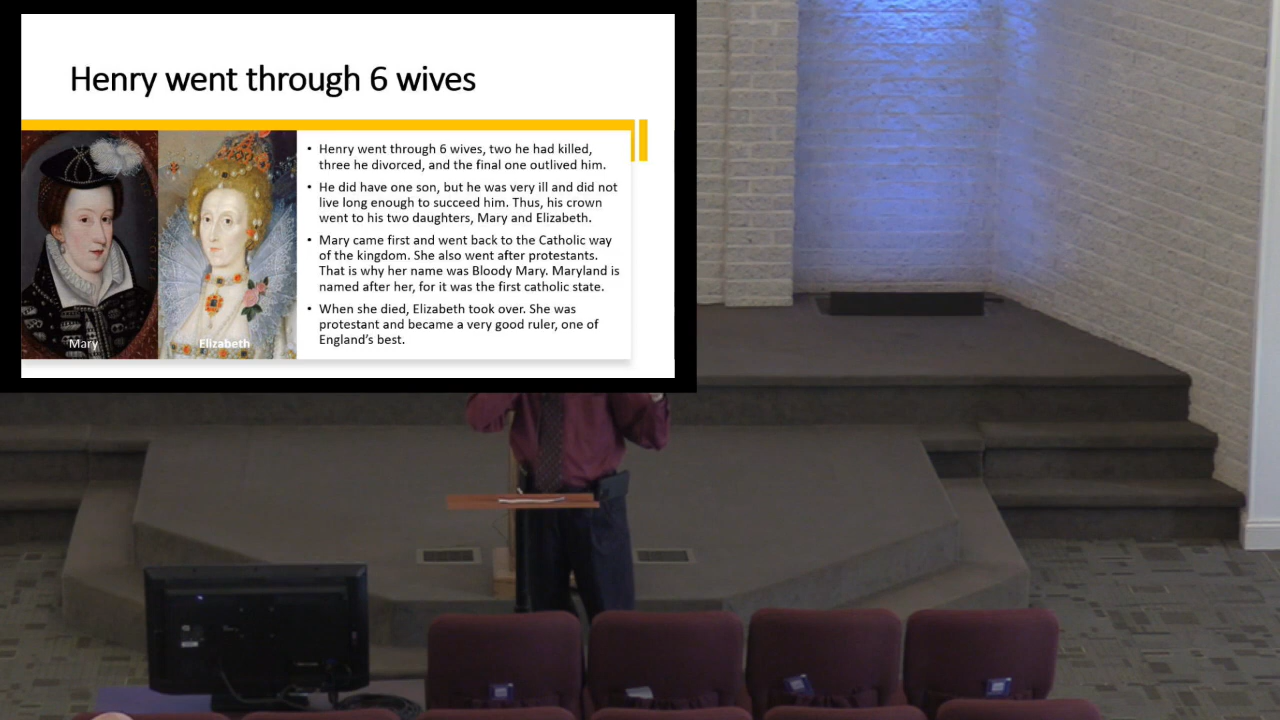 Henry went through 6 wives
• Henry went through 6 wives, two he had killed,
three he divorced, and the final one outlived him.
• He did have one son, but he was very ill and did not
live long enough to succeed him. Thus, his crown
went to his two daughters, Mary and Elizabeth.
• Mary came first and went back to the Catholic way
of the kingdom. She also went after protestants.
That is why her name was Bloody Mary. Maryland is
named after her, for it was the first catholic state.
• When she died, Elizabeth took over. She was
protestant and became a very good ruler, one of
England's best.
Mary
Elizabeth